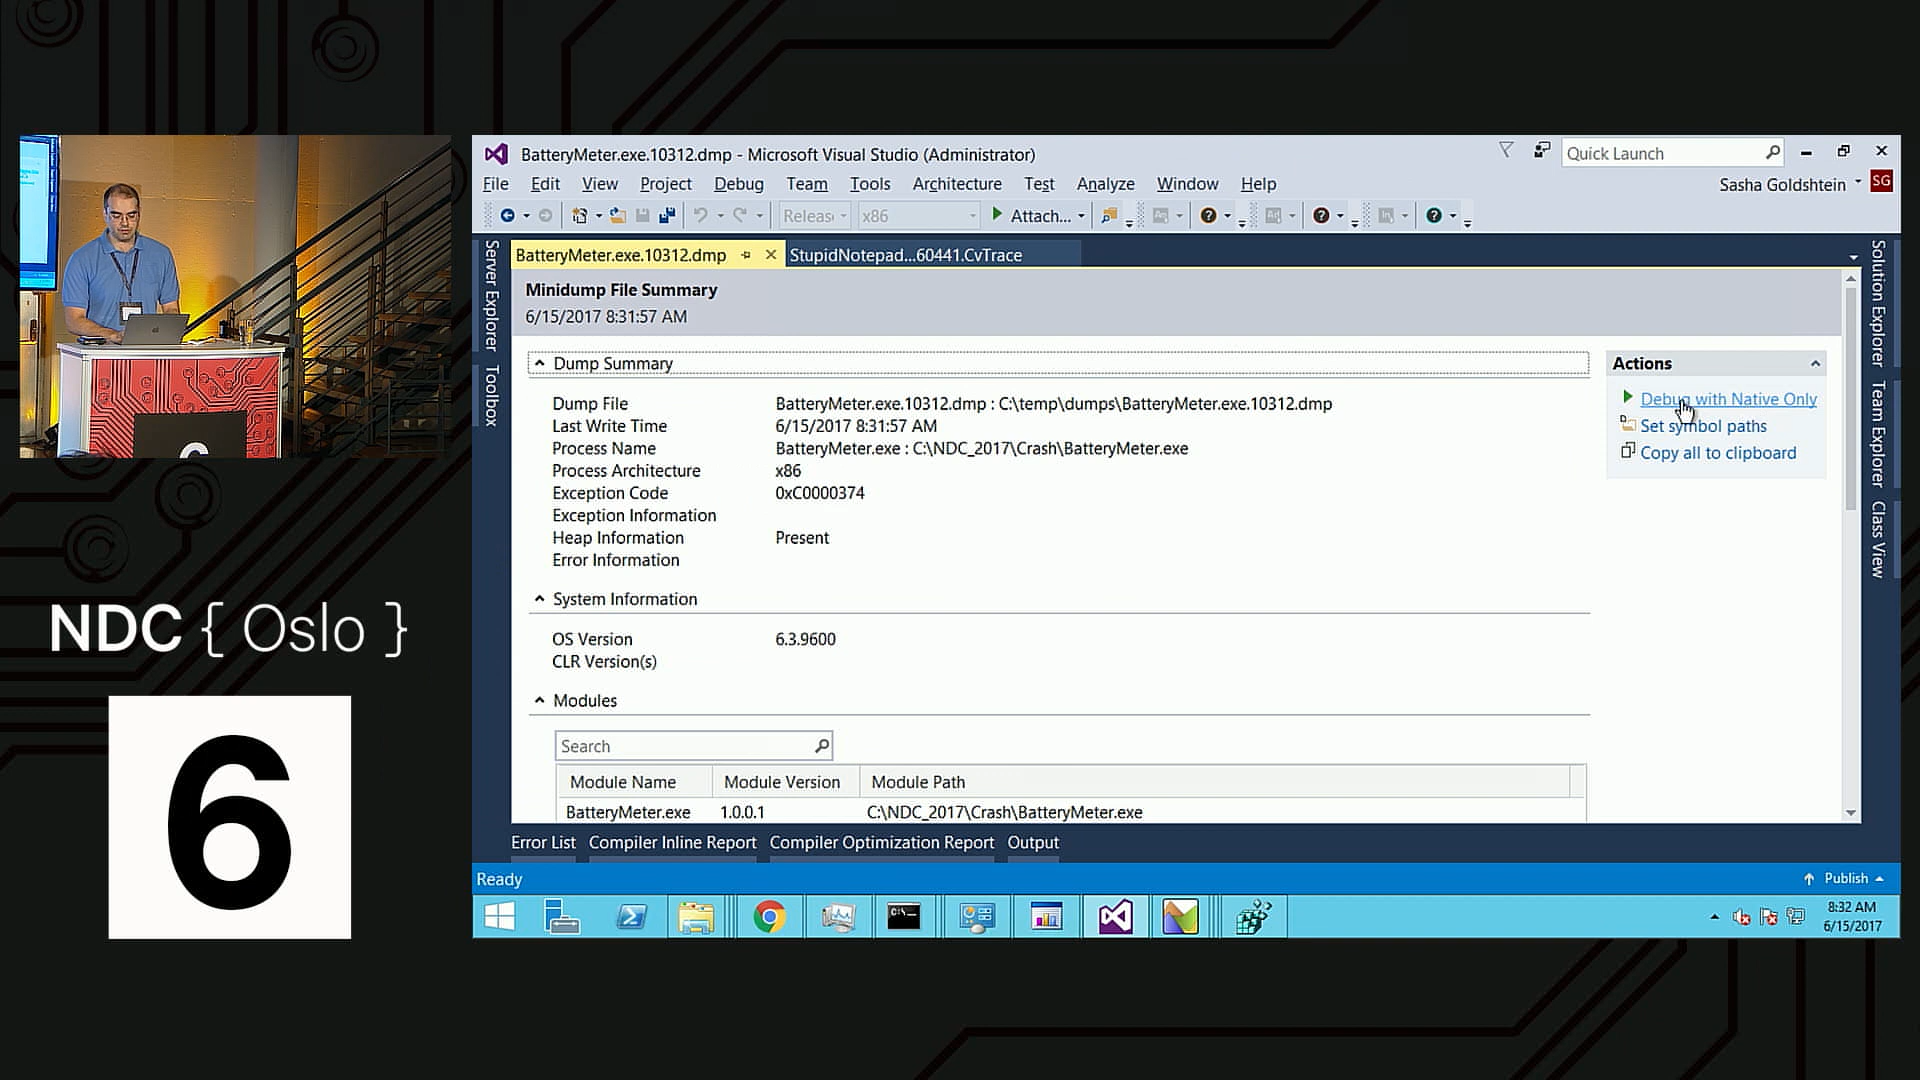 BatteryMeter.exe.10312.dmp - Microsoft Visual Studio (Administrator)
Quick Launch
File Edit View Project Debug Team Tools Architecture Test Analyze Window Help
Sasha Goldshtein SG
Releas x86 Attach...
Server Explorer
Toolbox
BatteryMeter.exe.10312.dmp
StupidNotepad...60441.CvTrace
Minidump File Summary
6/15/2017 8:31:57 AM
Dump Summary
Dump File BatteryMeter.exe.10312.dmp : C:\temp\dumps\BatteryMeter.exe.10312.dmp
Last Write Time 6/15/2017 8:31:57 AM
Process Name BatteryMeter.exe : C:\NDC_2017\Crash\BatteryMeter.exe
Process Architecture x86
Exception Code 0xC0000374
Exception Information
Heap Information Present
Error Information
System Information
OS Version 6.3.9600
CLR Version(s)
Modules
Search
Module Name Module Version Module Path
BatteryMeter.exe 1.0.0.1 C:\NDC_2017\Crash\BatteryMeter.exe
Actions
Debug with Native Only
Set symbol paths
Copy all to clipboard
Solution Explorer
Team Explorer
Class View
Error List Compiler Inline Report Compiler Optimization Report Output
Ready
Publish
8:32 AM
6/15/2017
NDC { Oslo }
6